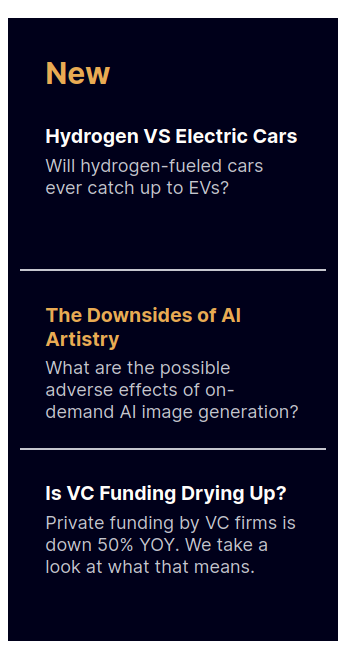 New
Hydrogen VS Electric Cars
Will hydrogen-fueled cars
ever catch up to EVs?
The Downsides of AI
Artistry
What are the possible
adverse effects of on-
demand AI image generation?
Is VC Funding Drying Up?
Private funding by VC firms is
down 50% YOY. We take a
look at what that means.